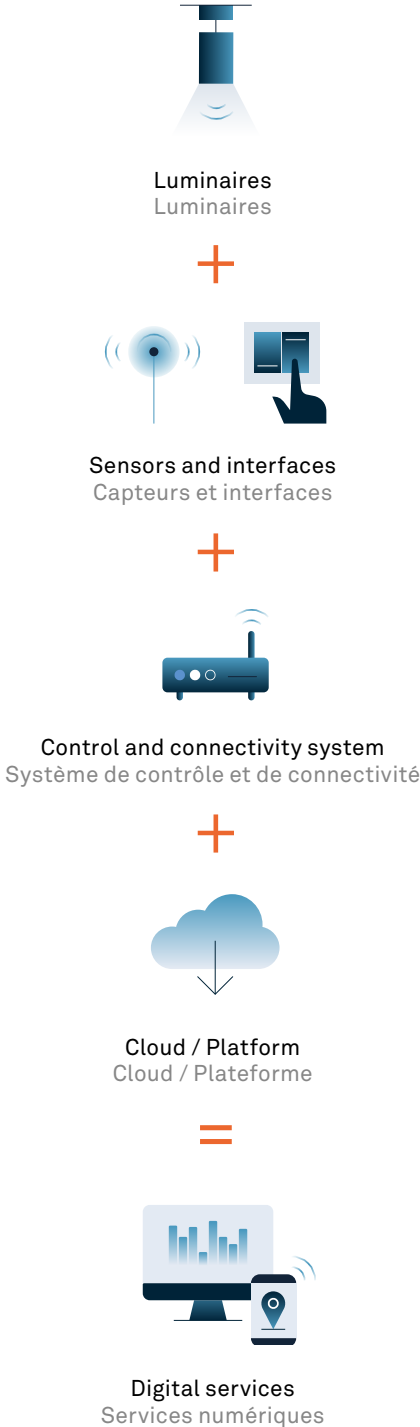 Luminaires
Luminaires
+
Sensors and interfaces
Capteurs et interfaces
+
Control and connectivity system
Système de contrôle et de connectivité
+
Cloud / Platform
Cloud / Plateforme
=
Digital services
Services numériques